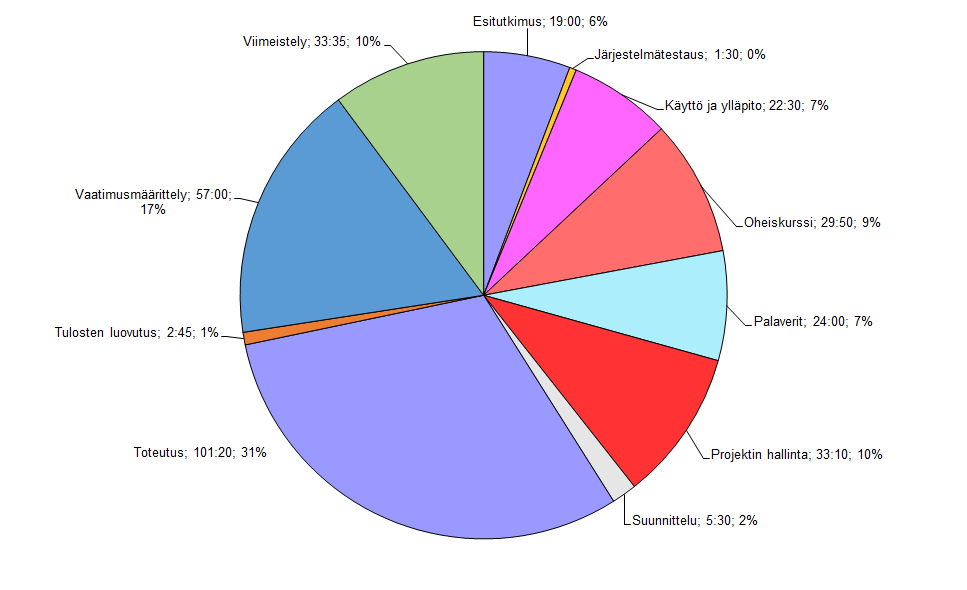 Esitutkimus; 19:00; 6%
Järjestelmätestaus; 1:30; 0%
Käyttö ja ylläpito; 22:30; 7%
Oheiskurssi; 29:50; 9%
Palaverit; 24:00; 7%
Projektin hallinta; 33:10; 10%
Suunnittelu; 5:30; 2%
Toteutus; 101:20; 31%
Tulosten luovutus; 2:45; 1%
Vaatimusmäärittely; 57:00;
17%
Viimeistely; 33:35; 10%